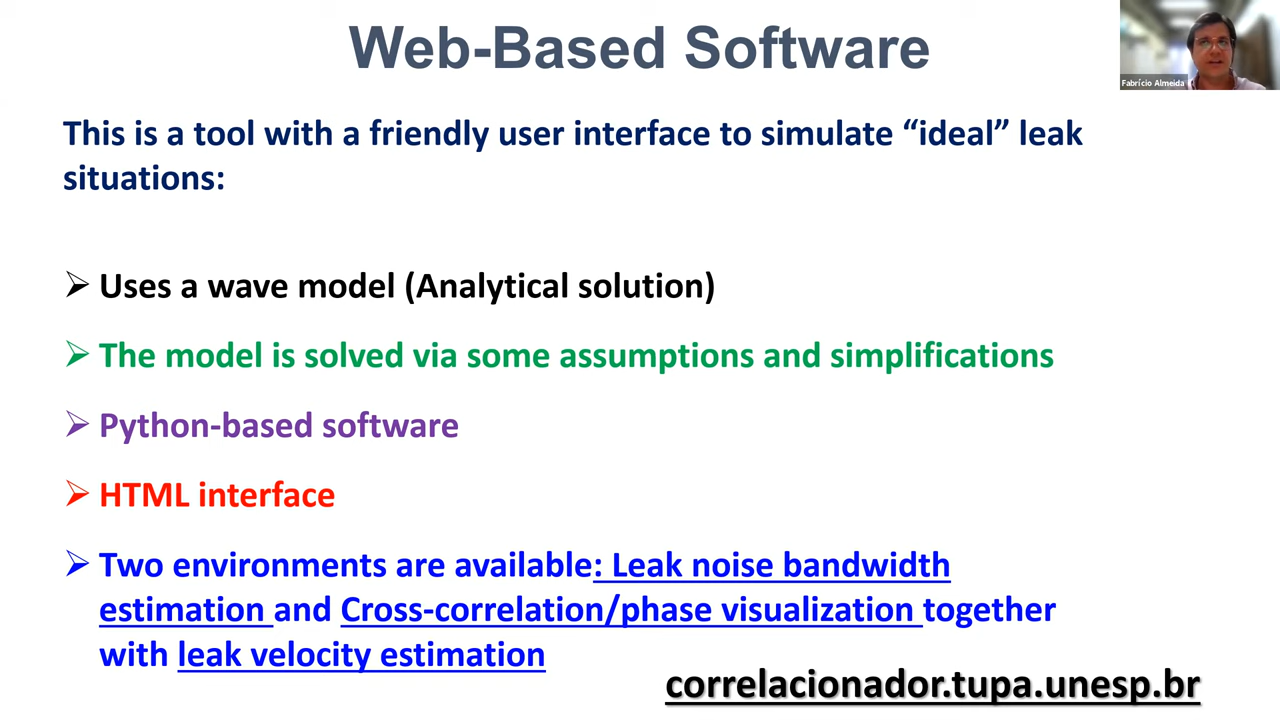 Web-Based Software
Fabrício Almeida
This is a tool with a friendly user interface to simulate “ideal” leak
situations:
➢ Uses a wave model (Analytical solution)
➢ The model is solved via some assumptions and simplifications
➢ Python-based software
➢ HTML interface
➢ Two environments are available: Leak noise bandwidth
estimation and Cross-correlation/phase visualization together
with leak velocity estimation
correlacionador.tupa.unesp.br